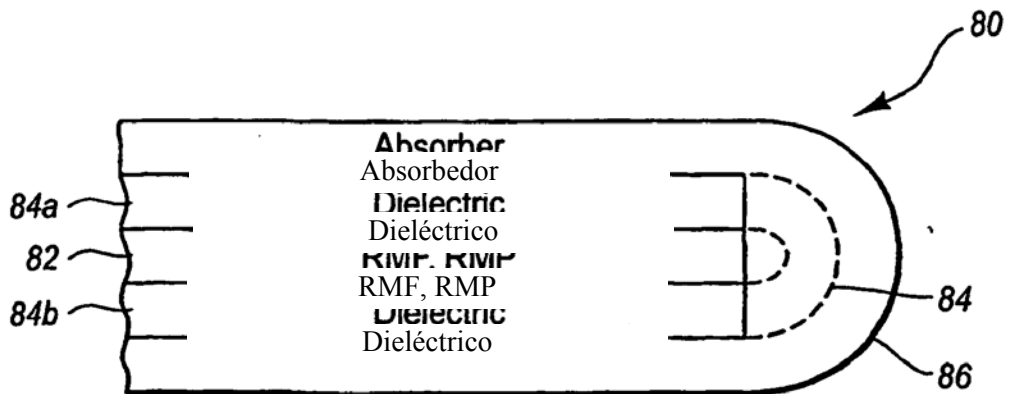 80
Absorber
Absorbedor
84a
Dielectric
Dieléctrico
82
RMF, RMP
RMF, RMP
84b
Dielectric
Dieléctrico
84
86